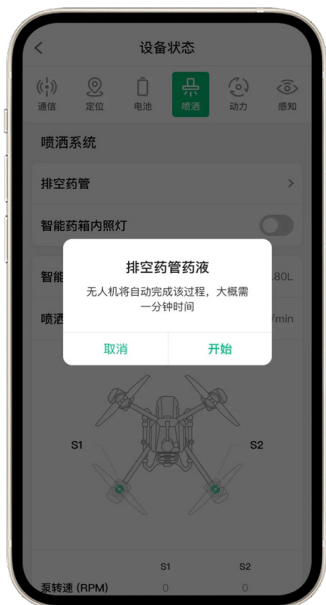 设备状态
通信 定位 电池 喷洒 动力 感知
喷洒系统
排空药管
智能药箱内照灯
排空药管药液
无人机将自动完成该过程，大概需
一分钟时间
取消 开始
智能
.80L
喷洒
/min
S1 S2
S1 S2
泵转速 (RPM) 0 0